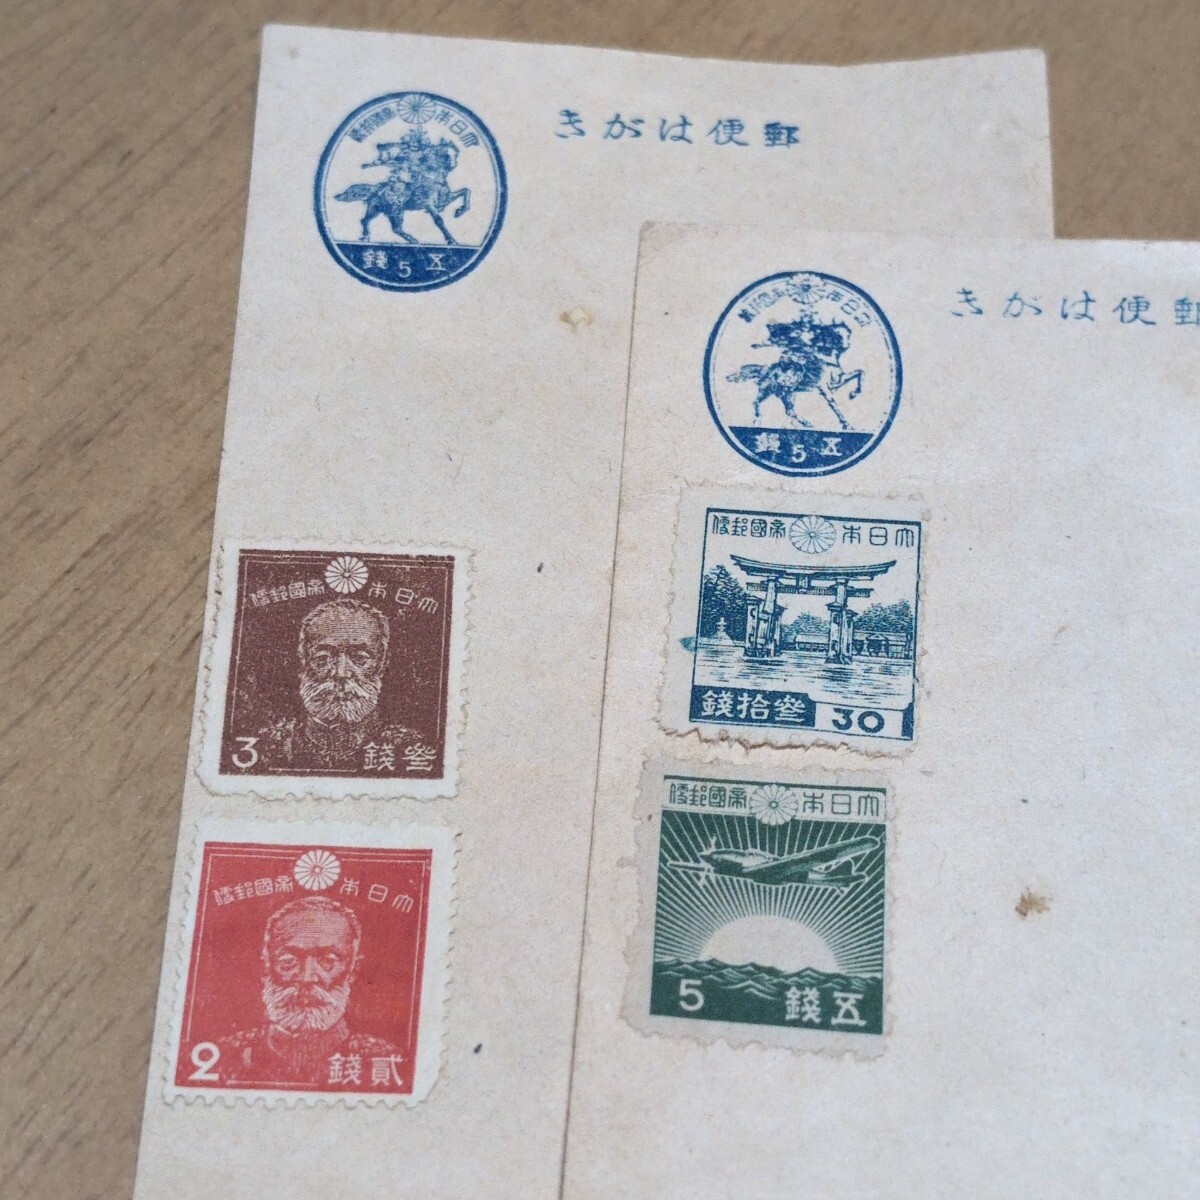 きがは便郵
便郵國帝本日大
錢5五
きがは便郵
便郵國帝本日大
錢5五
便郵國帝本日大
3 錢叄
便郵國帝本日大
2 錢貳
便郵國帝本日大
錢拾叄 30
便郵國帝本日大
5 錢五